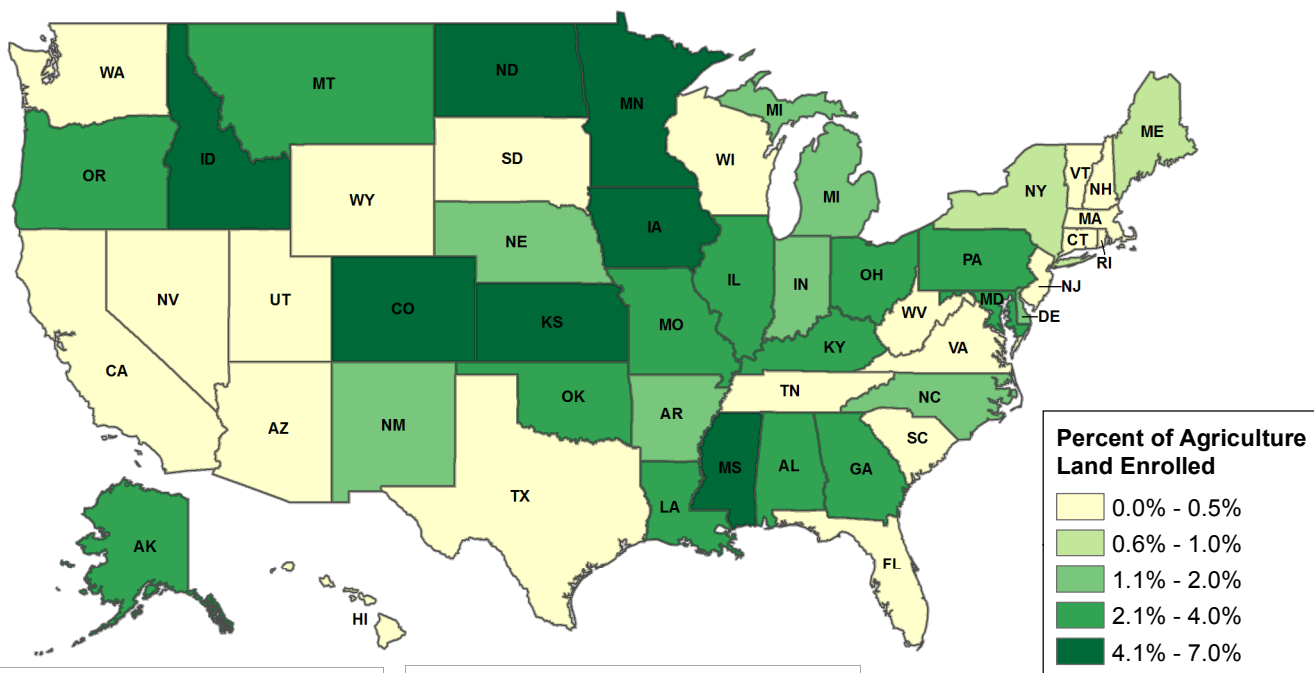 WA
MT
ND
MN
MI
ME
OR
ID
SD
WI
VT
NH
NY
WY
MI
MA
NE
IA
CT
RI
PA
NV
UT
CO
KS
IL
IN
OH
NJ
MD
DE
MO
WV
KY
VA
CA
TN
NC
OK
AR
AZ
NM
SC
MS
AL
GA
TX
LA
AK
FL
HI
Percent of Agriculture
Land Enrolled
0.0% - 0.5%
0.6% - 1.0%
1.1% - 2.0%
2.1% - 4.0%
4.1% - 7.0%